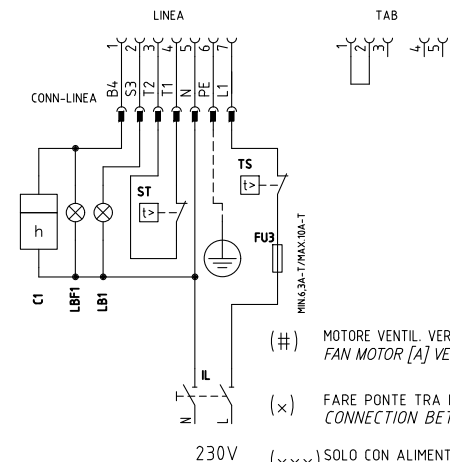 LINEA
TAB
1 2 3 4 5 6 7
1 2 3 4 5
B4 S3 T2 T1 N PE L1
CONN-LINEA
TS
t>
ST
t>
h
FU3
MIN.6,3A-T/MAX.10A-T
C1 LBF1 LB1
(#) MOTORE VENTIL. VER
FAN MOTOR [A] VE
IL
(×) FARE PONTE TRA
CONNECTION BET
N L
230V
(×××) SOLO CON ALIMENT